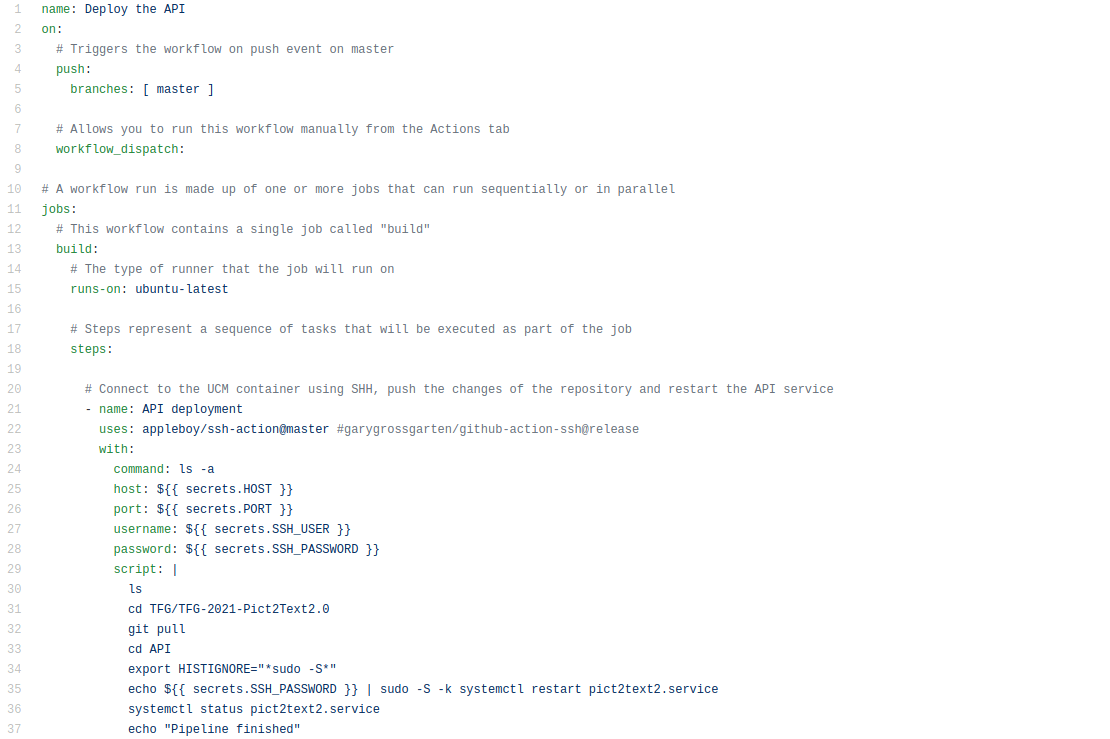 1 name: Deploy the API
2 on:
3   # Triggers the workflow on push event on master
4   push:
5     branches: [ master ]
6
7   # Allows you to run this workflow manually from the Actions tab
8   workflow_dispatch:
9
10 # A workflow run is made up of one or more jobs that can run sequentially or in parallel
11 jobs:
12   # This workflow contains a single job called "build"
13   build:
14     # The type of runner that the job will run on
15     runs-on: ubuntu-latest
16
17     # Steps represent a sequence of tasks that will be executed as part of the job
18     steps:
19
20       # Connect to the UCM container using SHH, push the changes of the repository and restart the API service
21       - name: API deployment
22         uses: appleboy/ssh-action@master #garygrossgarten/github-action-ssh@release
23         with:
24           command: ls -a
25           host: ${{ secrets.HOST }}
26           port: ${{ secrets.PORT }}
27           username: ${{ secrets.SSH_USER }}
28           password: ${{ secrets.SSH_PASSWORD }}
29           script: |
30             ls
31             cd TFG/TFG-2021-Pict2Text2.0
32             git pull
33             cd API
34             export HISTIGNORE="*sudo -S*"
35             echo ${{ secrets.SSH_PASSWORD }} | sudo -S -k systemctl restart pict2text2.service
36             systemctl status pict2text2.service
37             echo "Pipeline finished"